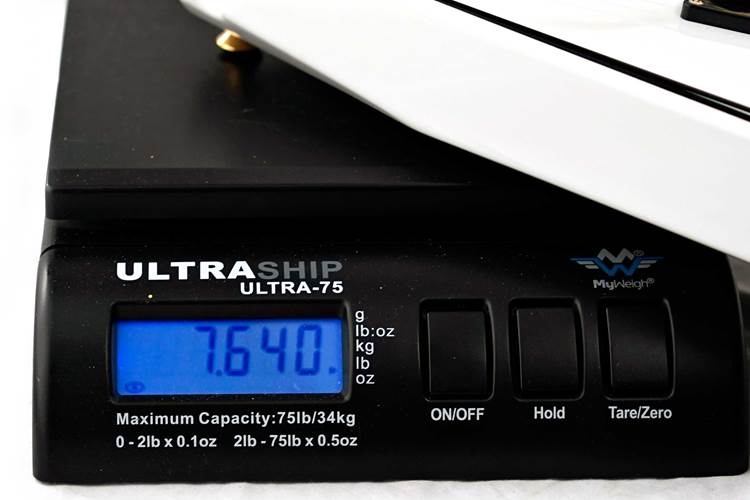 ULTRASHIP
ULTRA-75
MyWeigh®
7.640.
g
lb:oz
kg
lb
oz
ON/OFF
Hold
Tare/Zero
Maximum Capacity:75lb/34kg
0 - 2lb x 0.1oz 2lb - 75lb x 0.5oz